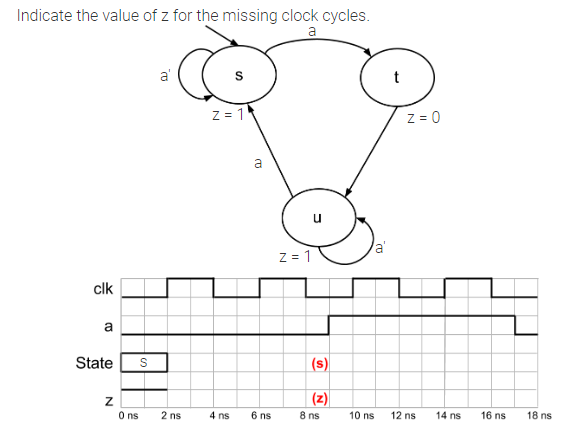 Indicate the value of z for the missing clock cycles.
a
a'
s
t
z = 1
z = 0
a
u
a'
z = 1
clk
a
State
s
(s)
z
(z)
0 ns 2 ns 4 ns 6 ns 8 ns 10 ns 12 ns 14 ns 16 ns 18 ns